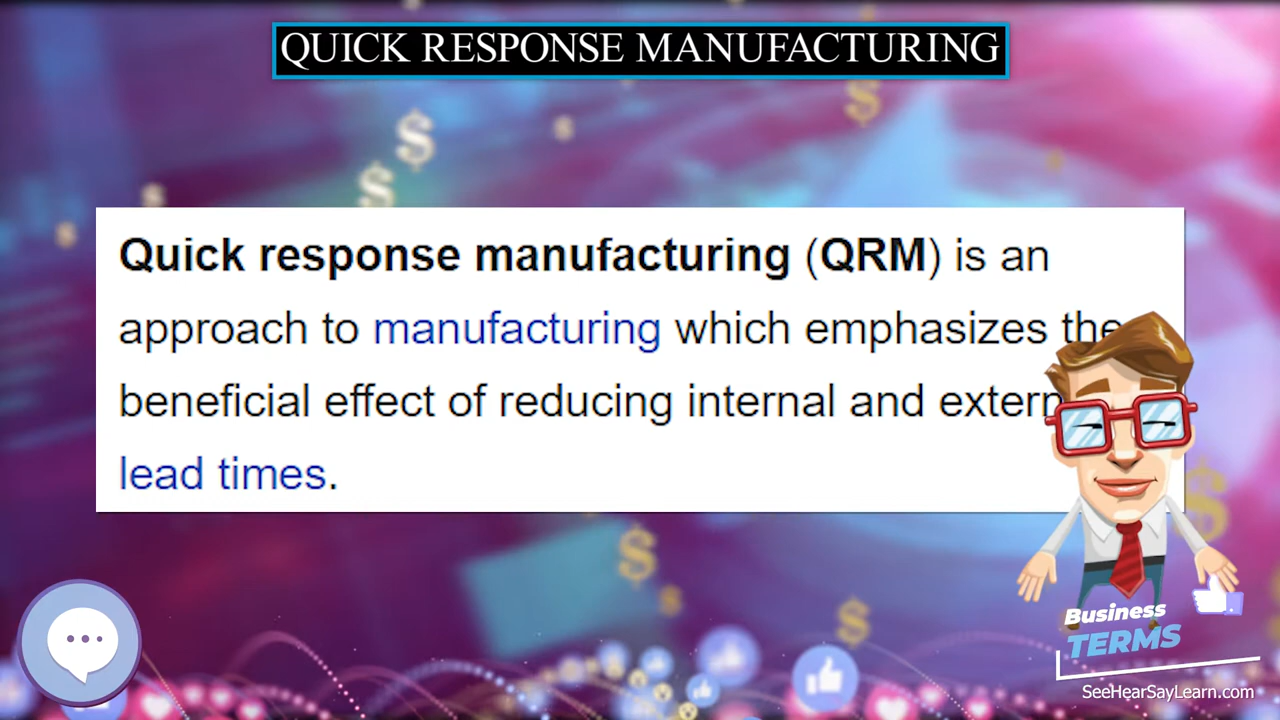 QUICK RESPONSE MANUFACTURING
Quick response manufacturing (QRM) is an
approach to manufacturing which emphasizes the
beneficial effect of reducing internal and
lead times.
Business
TERMS
SeeHearSayLearn.com